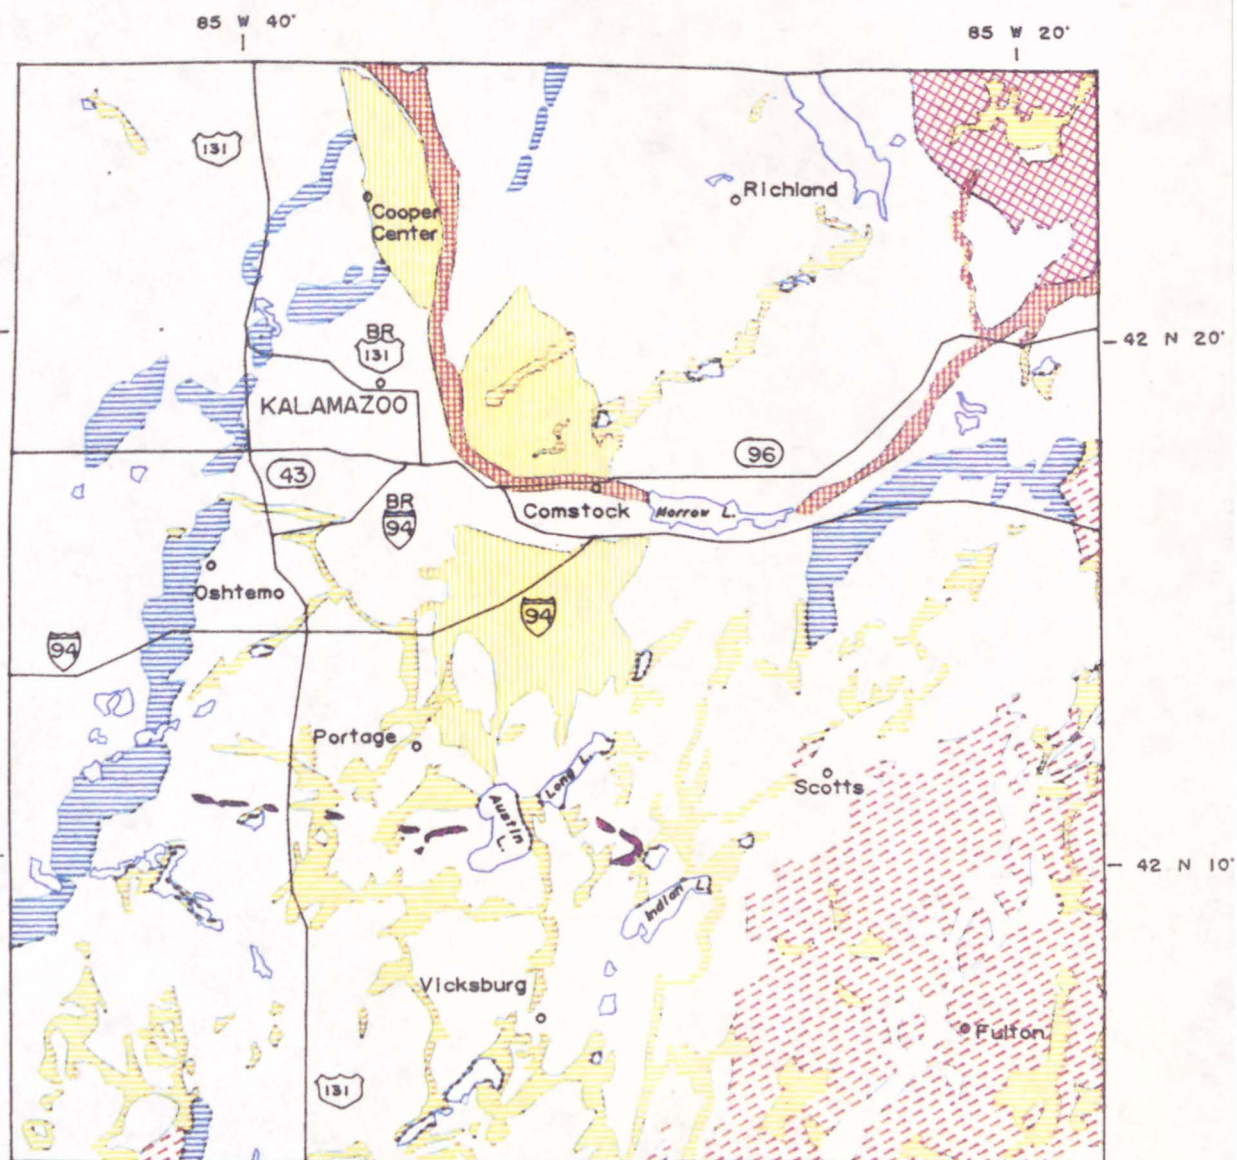 85 W 40'
85 W 20'
131
Richland
Cooper
Center
BR
131
42 N 20'
KALAMAZOO
96
43
BR
94
Comstock
Morrow L.
Oshtemo
94
94
Portage
Long L.
Scotts
Austin
L.
42 N 10'
Indian L.
Vicksburg
Fulton
131